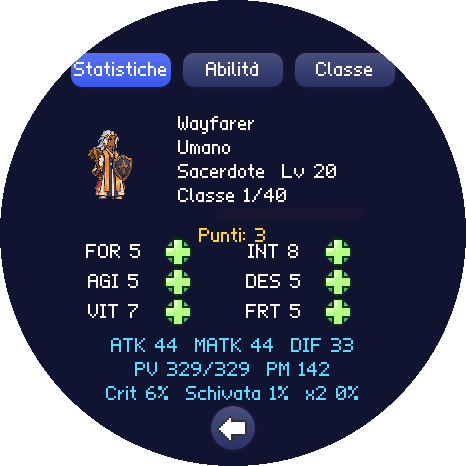 Statistiche Abilità Classe
Wayfarer
Umano
Sacerdote Lv 20
Classe 1/40
Punti: 3
FOR 5 INT 8
AGI 5 DES 5
VIT 7 FRT 5
ATK 44 MATK 44 DIF 33
PV 329/329 PM 142
Crit 6% Schivata 1% x2 0%